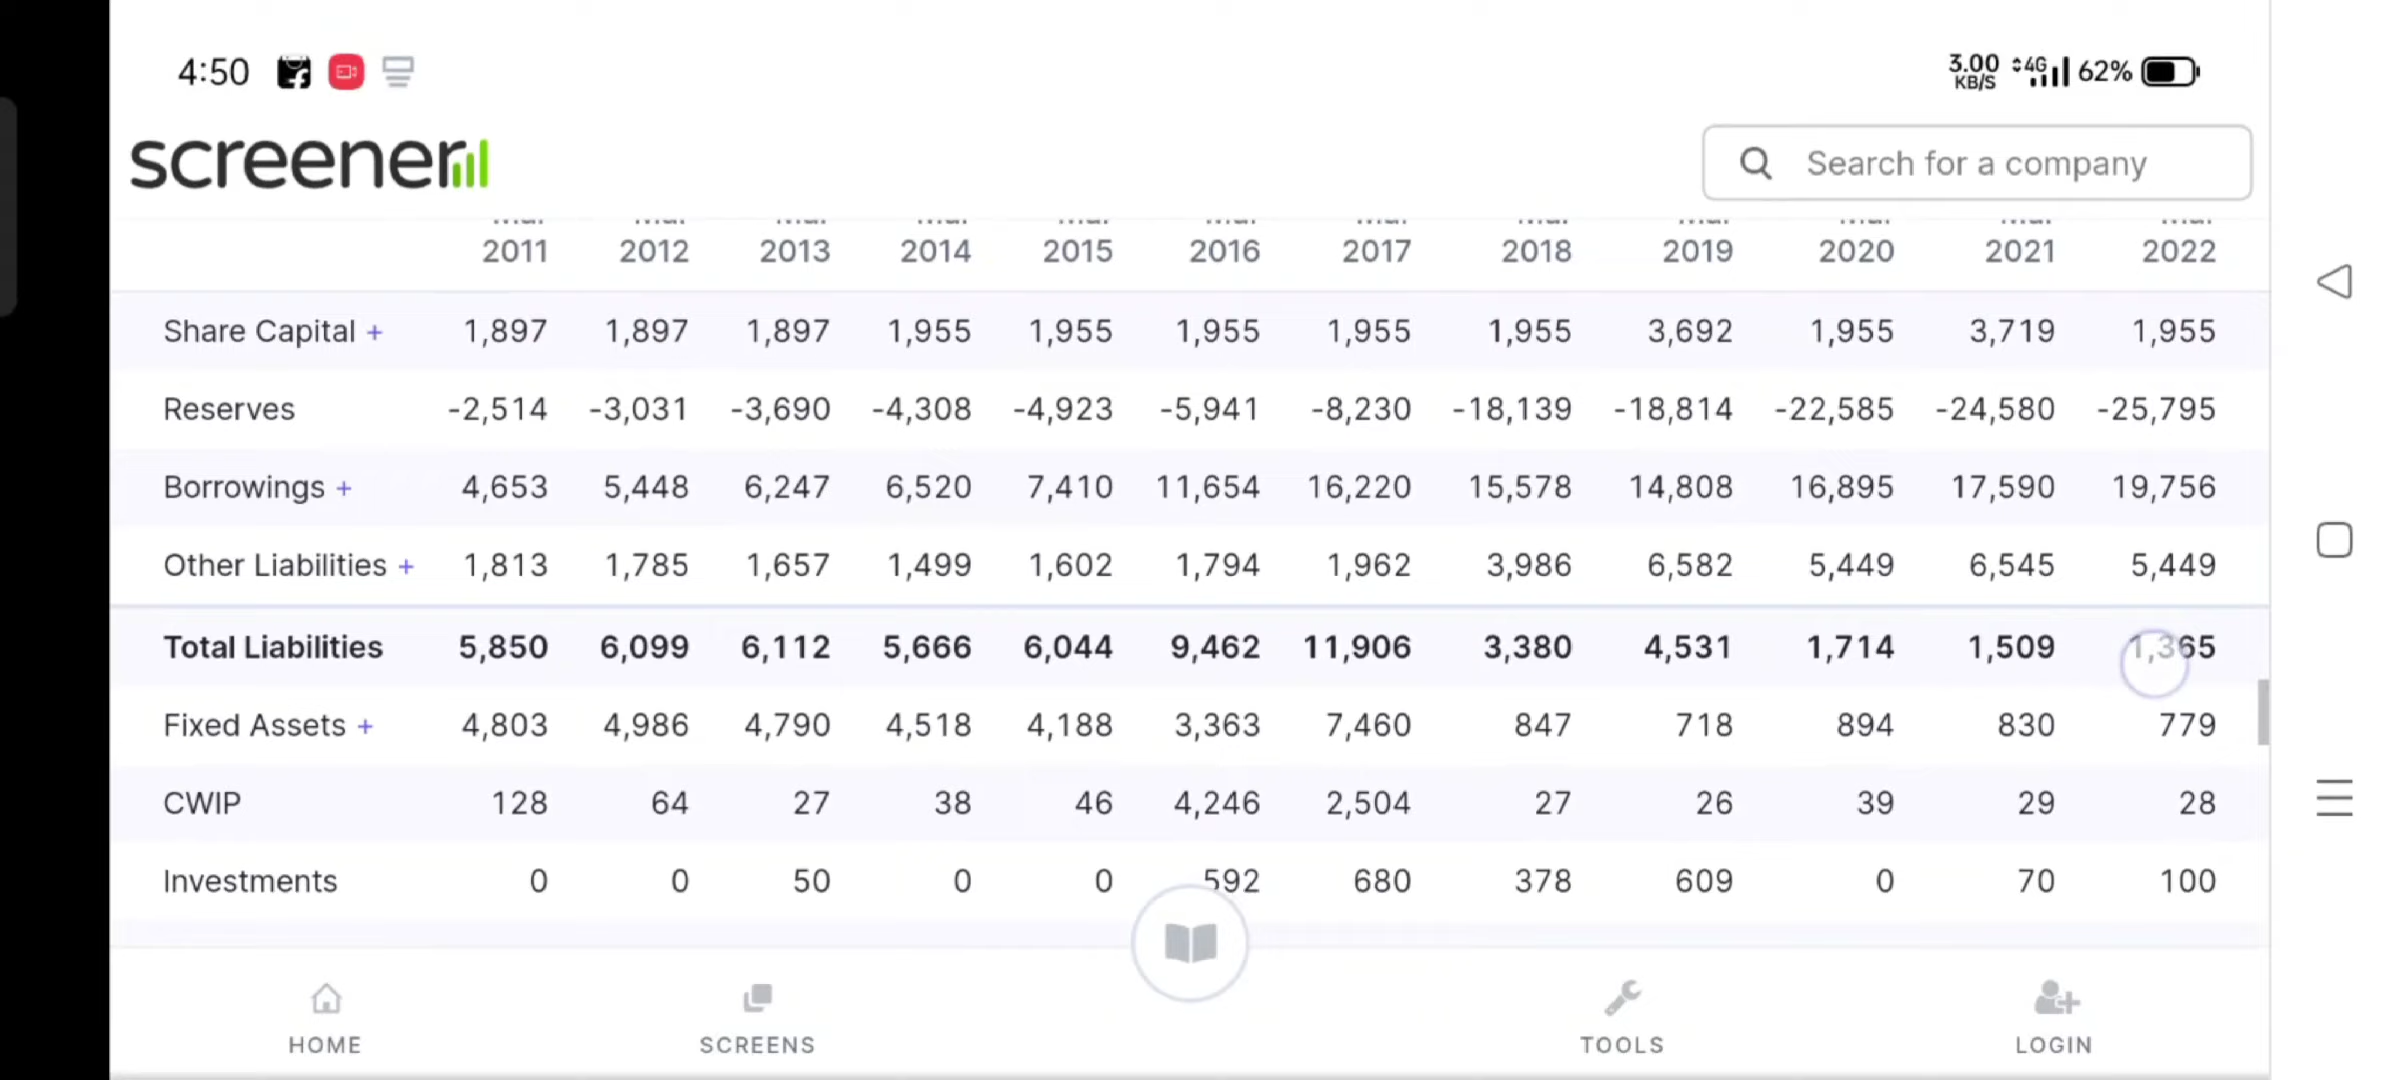 4:50 3.00 KB/S 4G 62%
screener
Search for a company
2011 2012 2013 2014 2015 2016 2017 2018 2019 2020 2021 2022
Share Capital + 1,897 1,897 1,897 1,955 1,955 1,955 1,955 1,955 3,692 1,955 3,719 1,955
Reserves -2,514 -3,031 -3,690 -4,308 -4,923 -5,941 -8,230 -18,139 -18,814 -22,585 -24,580 -25,795
Borrowings + 4,653 5,448 6,247 6,520 7,410 11,654 16,220 15,578 14,808 16,895 17,590 19,756
Other Liabilities + 1,813 1,785 1,657 1,499 1,602 1,794 1,962 3,986 6,582 5,449 6,545 5,449
Total Liabilities 5,850 6,099 6,112 5,666 6,044 9,462 11,906 3,380 4,531 1,714 1,509 1,365
Fixed Assets + 4,803 4,986 4,790 4,518 4,188 3,363 7,460 847 718 894 830 779
CWIP 128 64 27 38 46 4,246 2,504 27 26 39 29 28
Investments 0 0 50 0 0 592 680 378 609 0 70 100
HOME SCREENS TOOLS LOGIN